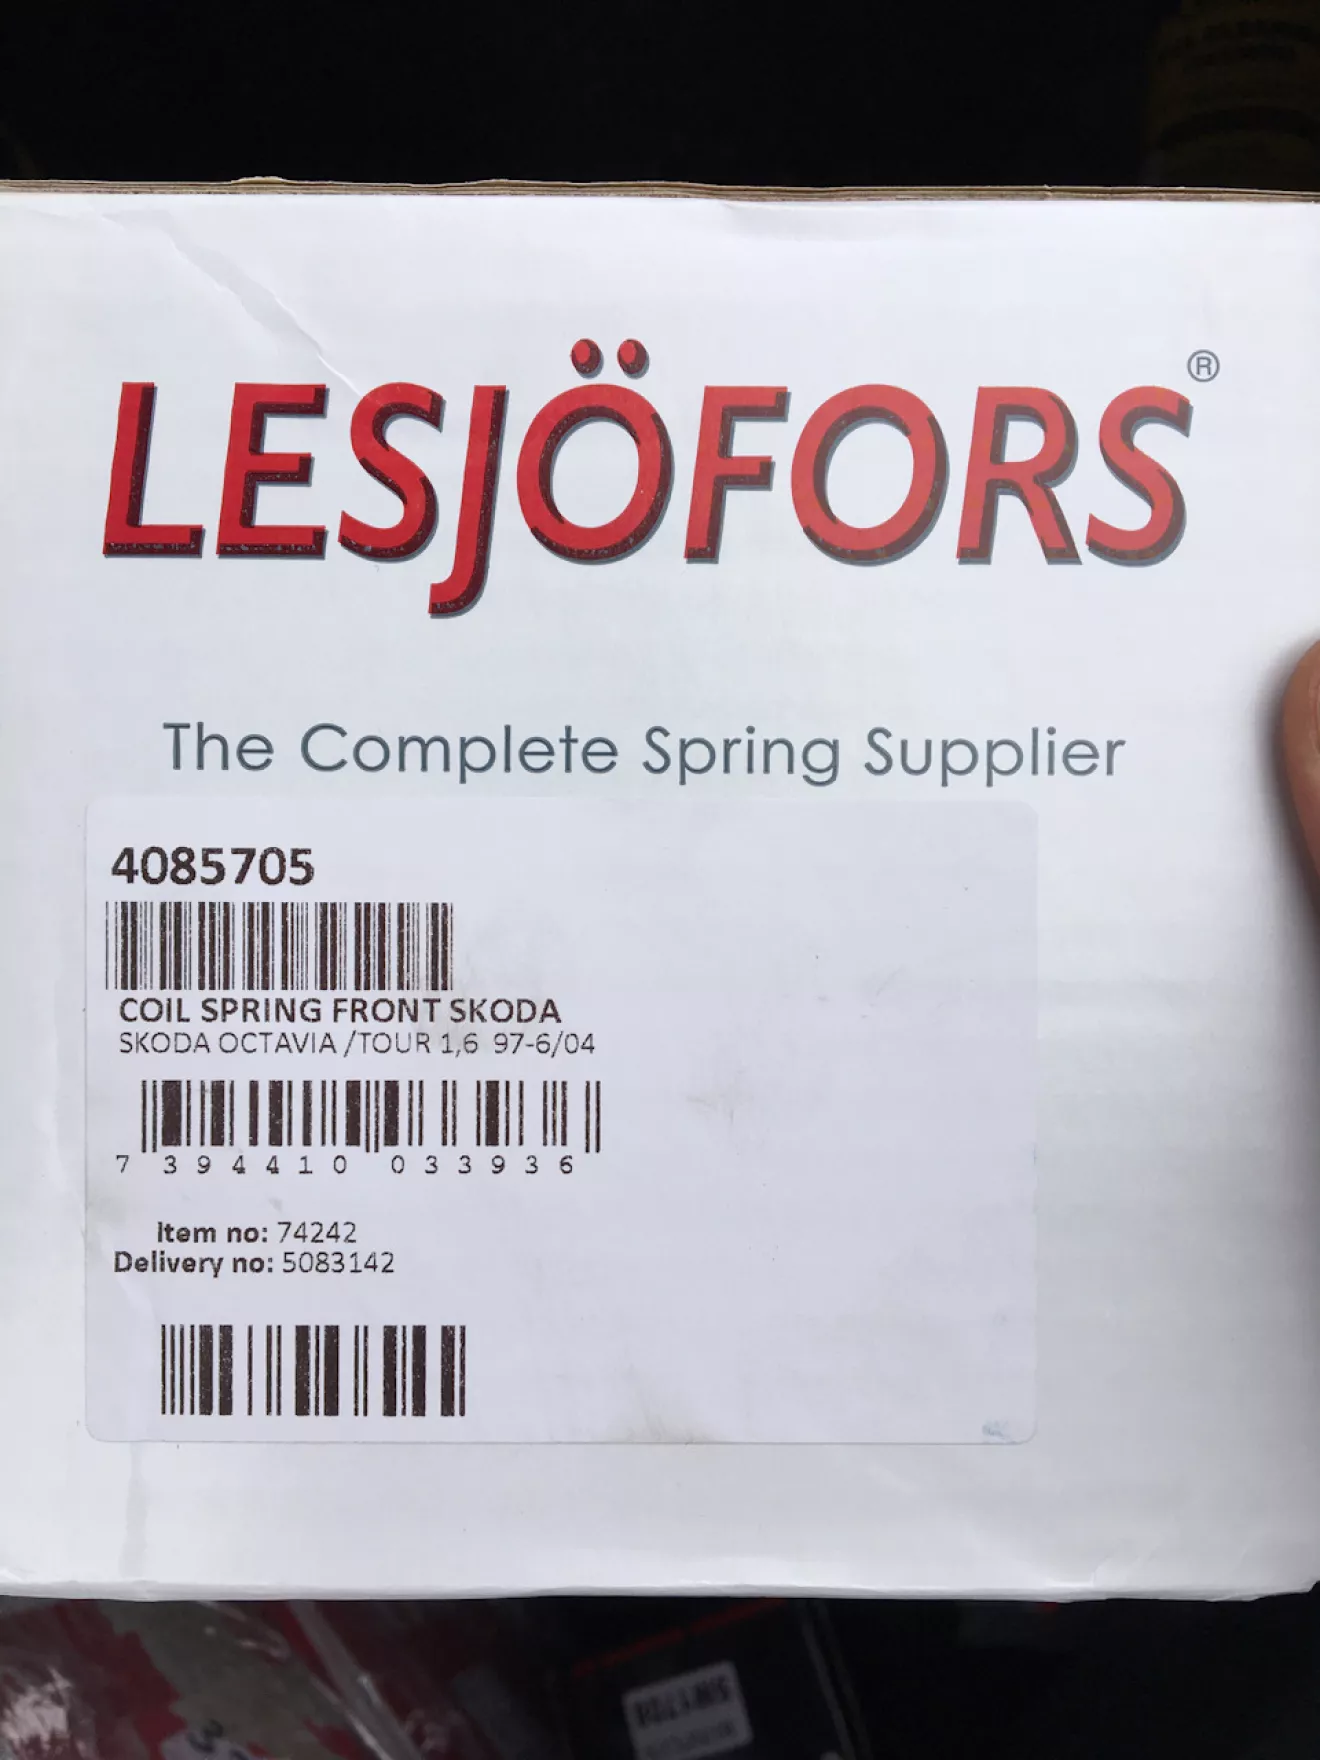 LESJÖFORS®
The Complete Spring Supplier
4085705
COIL SPRING FRONT SKODA
SKODA OCTAVIA /TOUR 1,6 97-6/04
7 394410 033936
Item no: 74242
Delivery no: 5083142